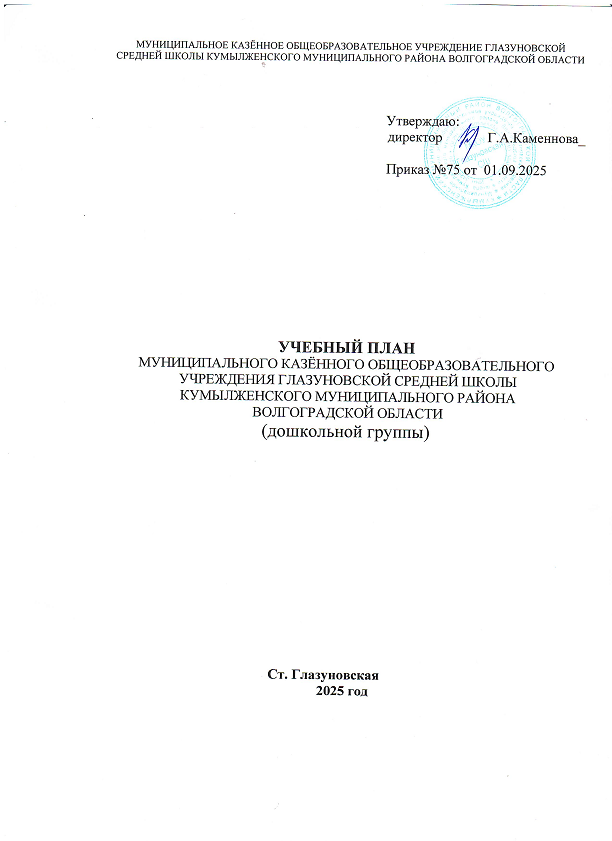 МУНИЦИПАЛЬНОЕ КАЗЁННОЕ ОБЩЕОБРАЗОВАТЕЛЬНОЕ УЧРЕЖДЕНИЕ ГЛАЗУНОВСКОЙ
СРЕДНЕЙ ШКОЛЫ КУМЫЛЖЕНСКОГО МУНИЦИПАЛЬНОГО РАЙОНА ВОЛГОГРАДСКОЙ ОБЛАСТИ
Утверждаю:
директор Г.А.Каменнова_
Приказ №75 от 01.09.2025
УЧЕБНЫЙ ПЛАН
МУНИЦИПАЛЬНОГО КАЗЁННОГО ОБЩЕОБРАЗОВАТЕЛЬНОГО
УЧРЕЖДЕНИЯ ГЛАЗУНОВСКОЙ СРЕДНЕЙ ШКОЛЫ
КУМЫЛЖЕНСКОГО МУНИЦИПАЛЬНОГО РАЙОНА
ВОЛГОГРАДСКОЙ ОБЛАСТИ
(дошкольной группы)
Ст. Глазуновская
2025 год